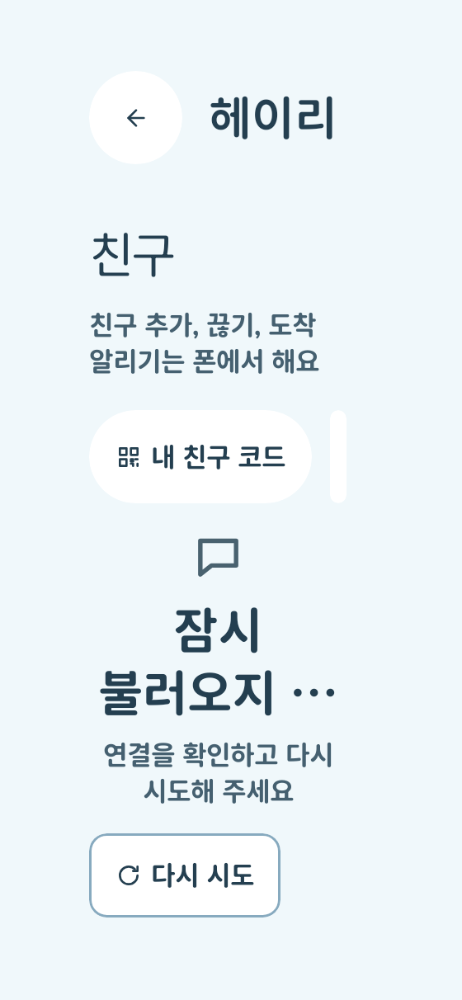 헤이리
친구
친구 추가, 끊기, 도착
알리기는 폰에서 해요
내 친구 코드
잠시
불러오지 ···
연결을 확인하고 다시
시도해 주세요
다시 시도